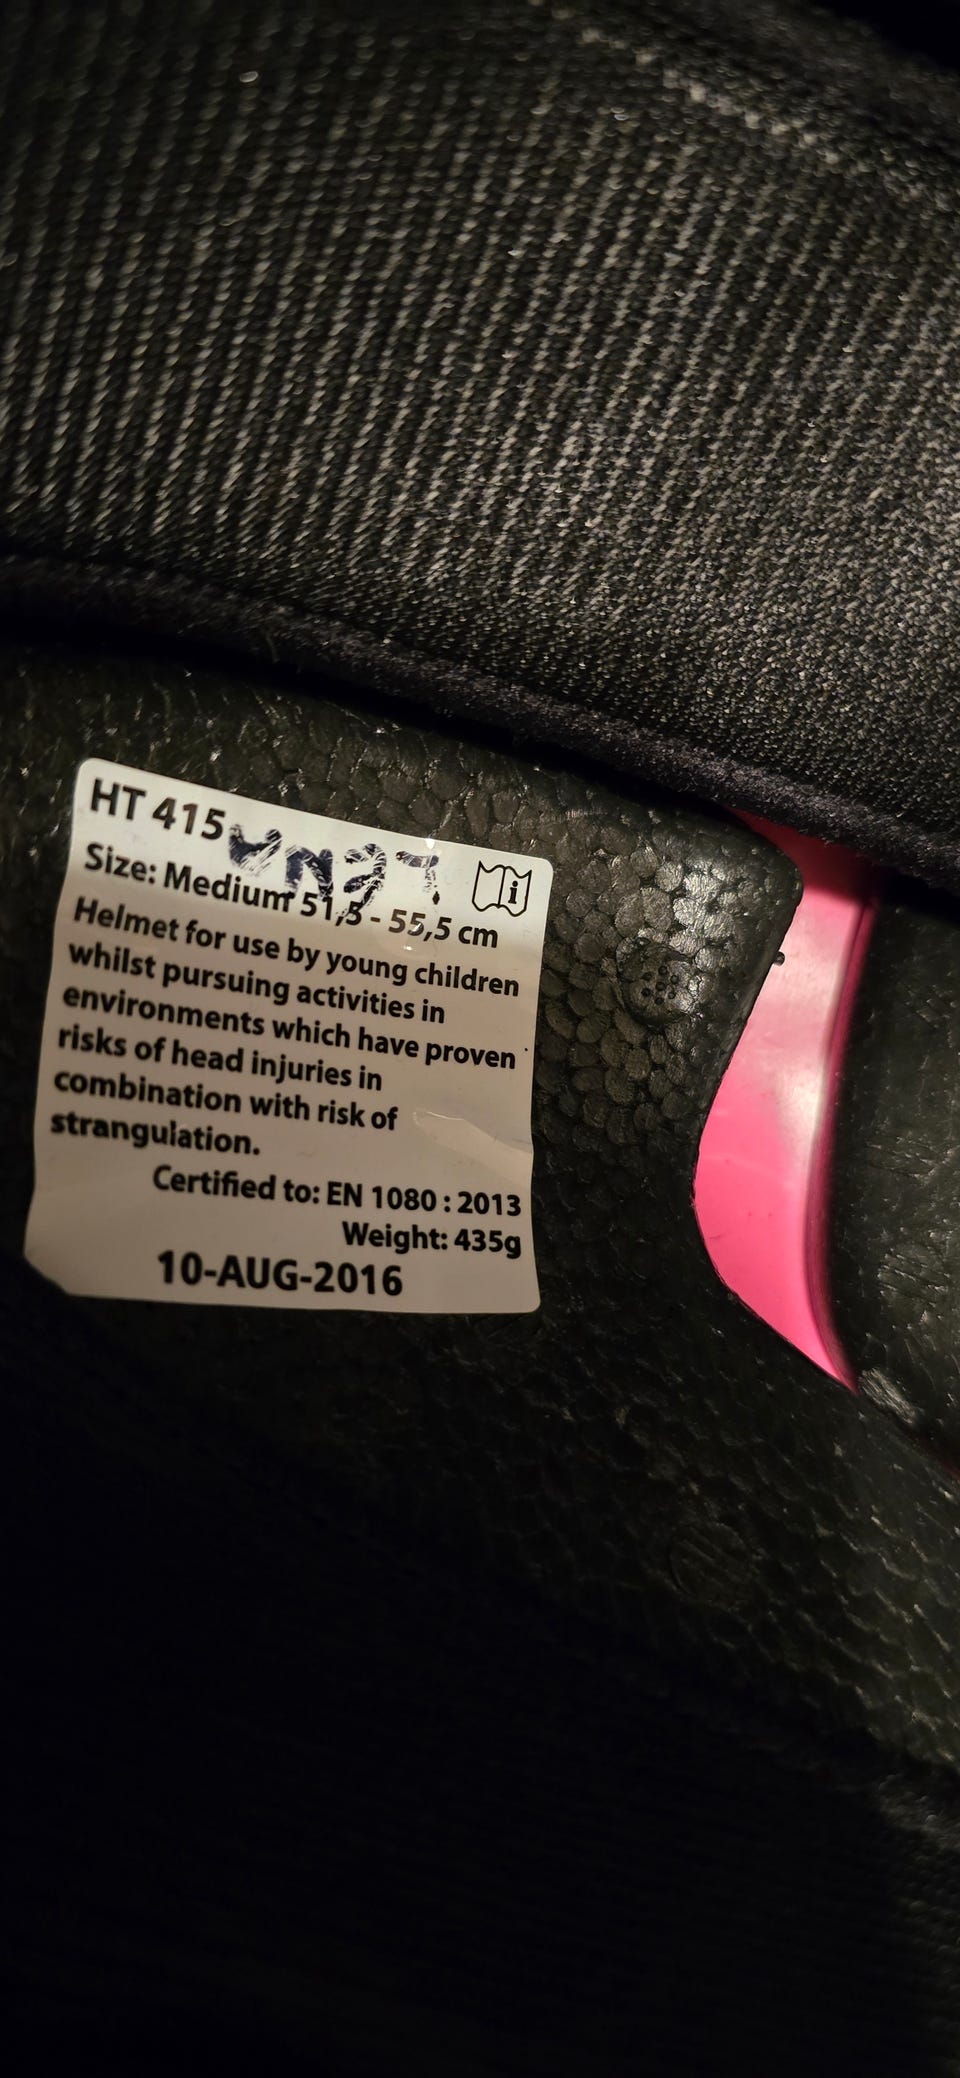 HT 415
LENA
Size: Medium 51,5 - 55,5 cm
Helmet for use by young children
whilst pursuing activities in
environments which have proven
risks of head injuries in
combination with risk of
strangulation.
Certified to: EN 1080 : 2013
Weight: 435g
10-AUG-2016